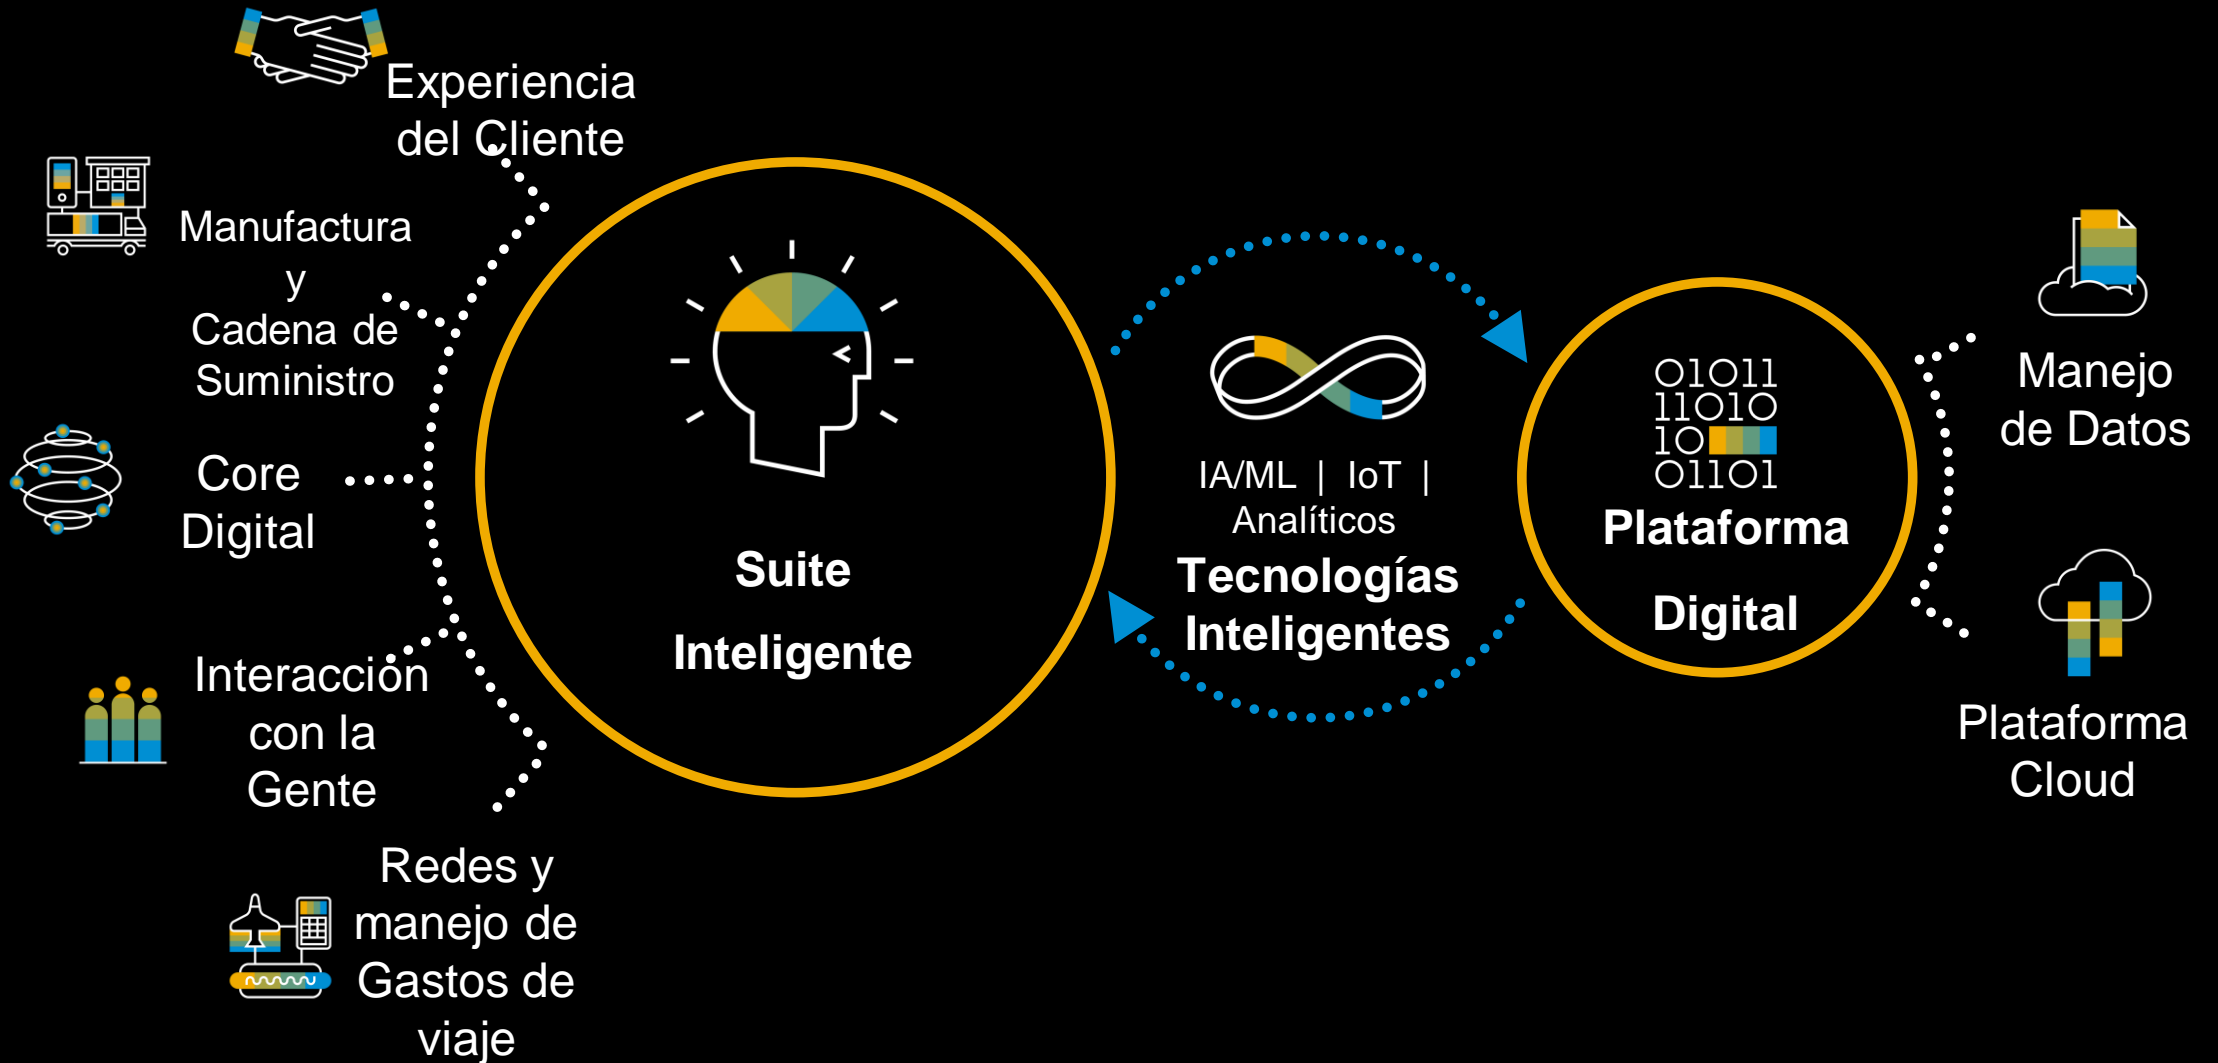 Experiencia
del Cliente
Manufactura
y
Cadena de
Suministro
Core
Digital
Interacción
con la
Gente
Redes y
manejo de
Gastos de
viaje
Suite
Inteligente
IA/ML | IoT |
Analíticos
Tecnologías
Inteligentes
01011
11010
10
01101
Plataforma
Digital
Manejo
de Datos
Plataforma
Cloud